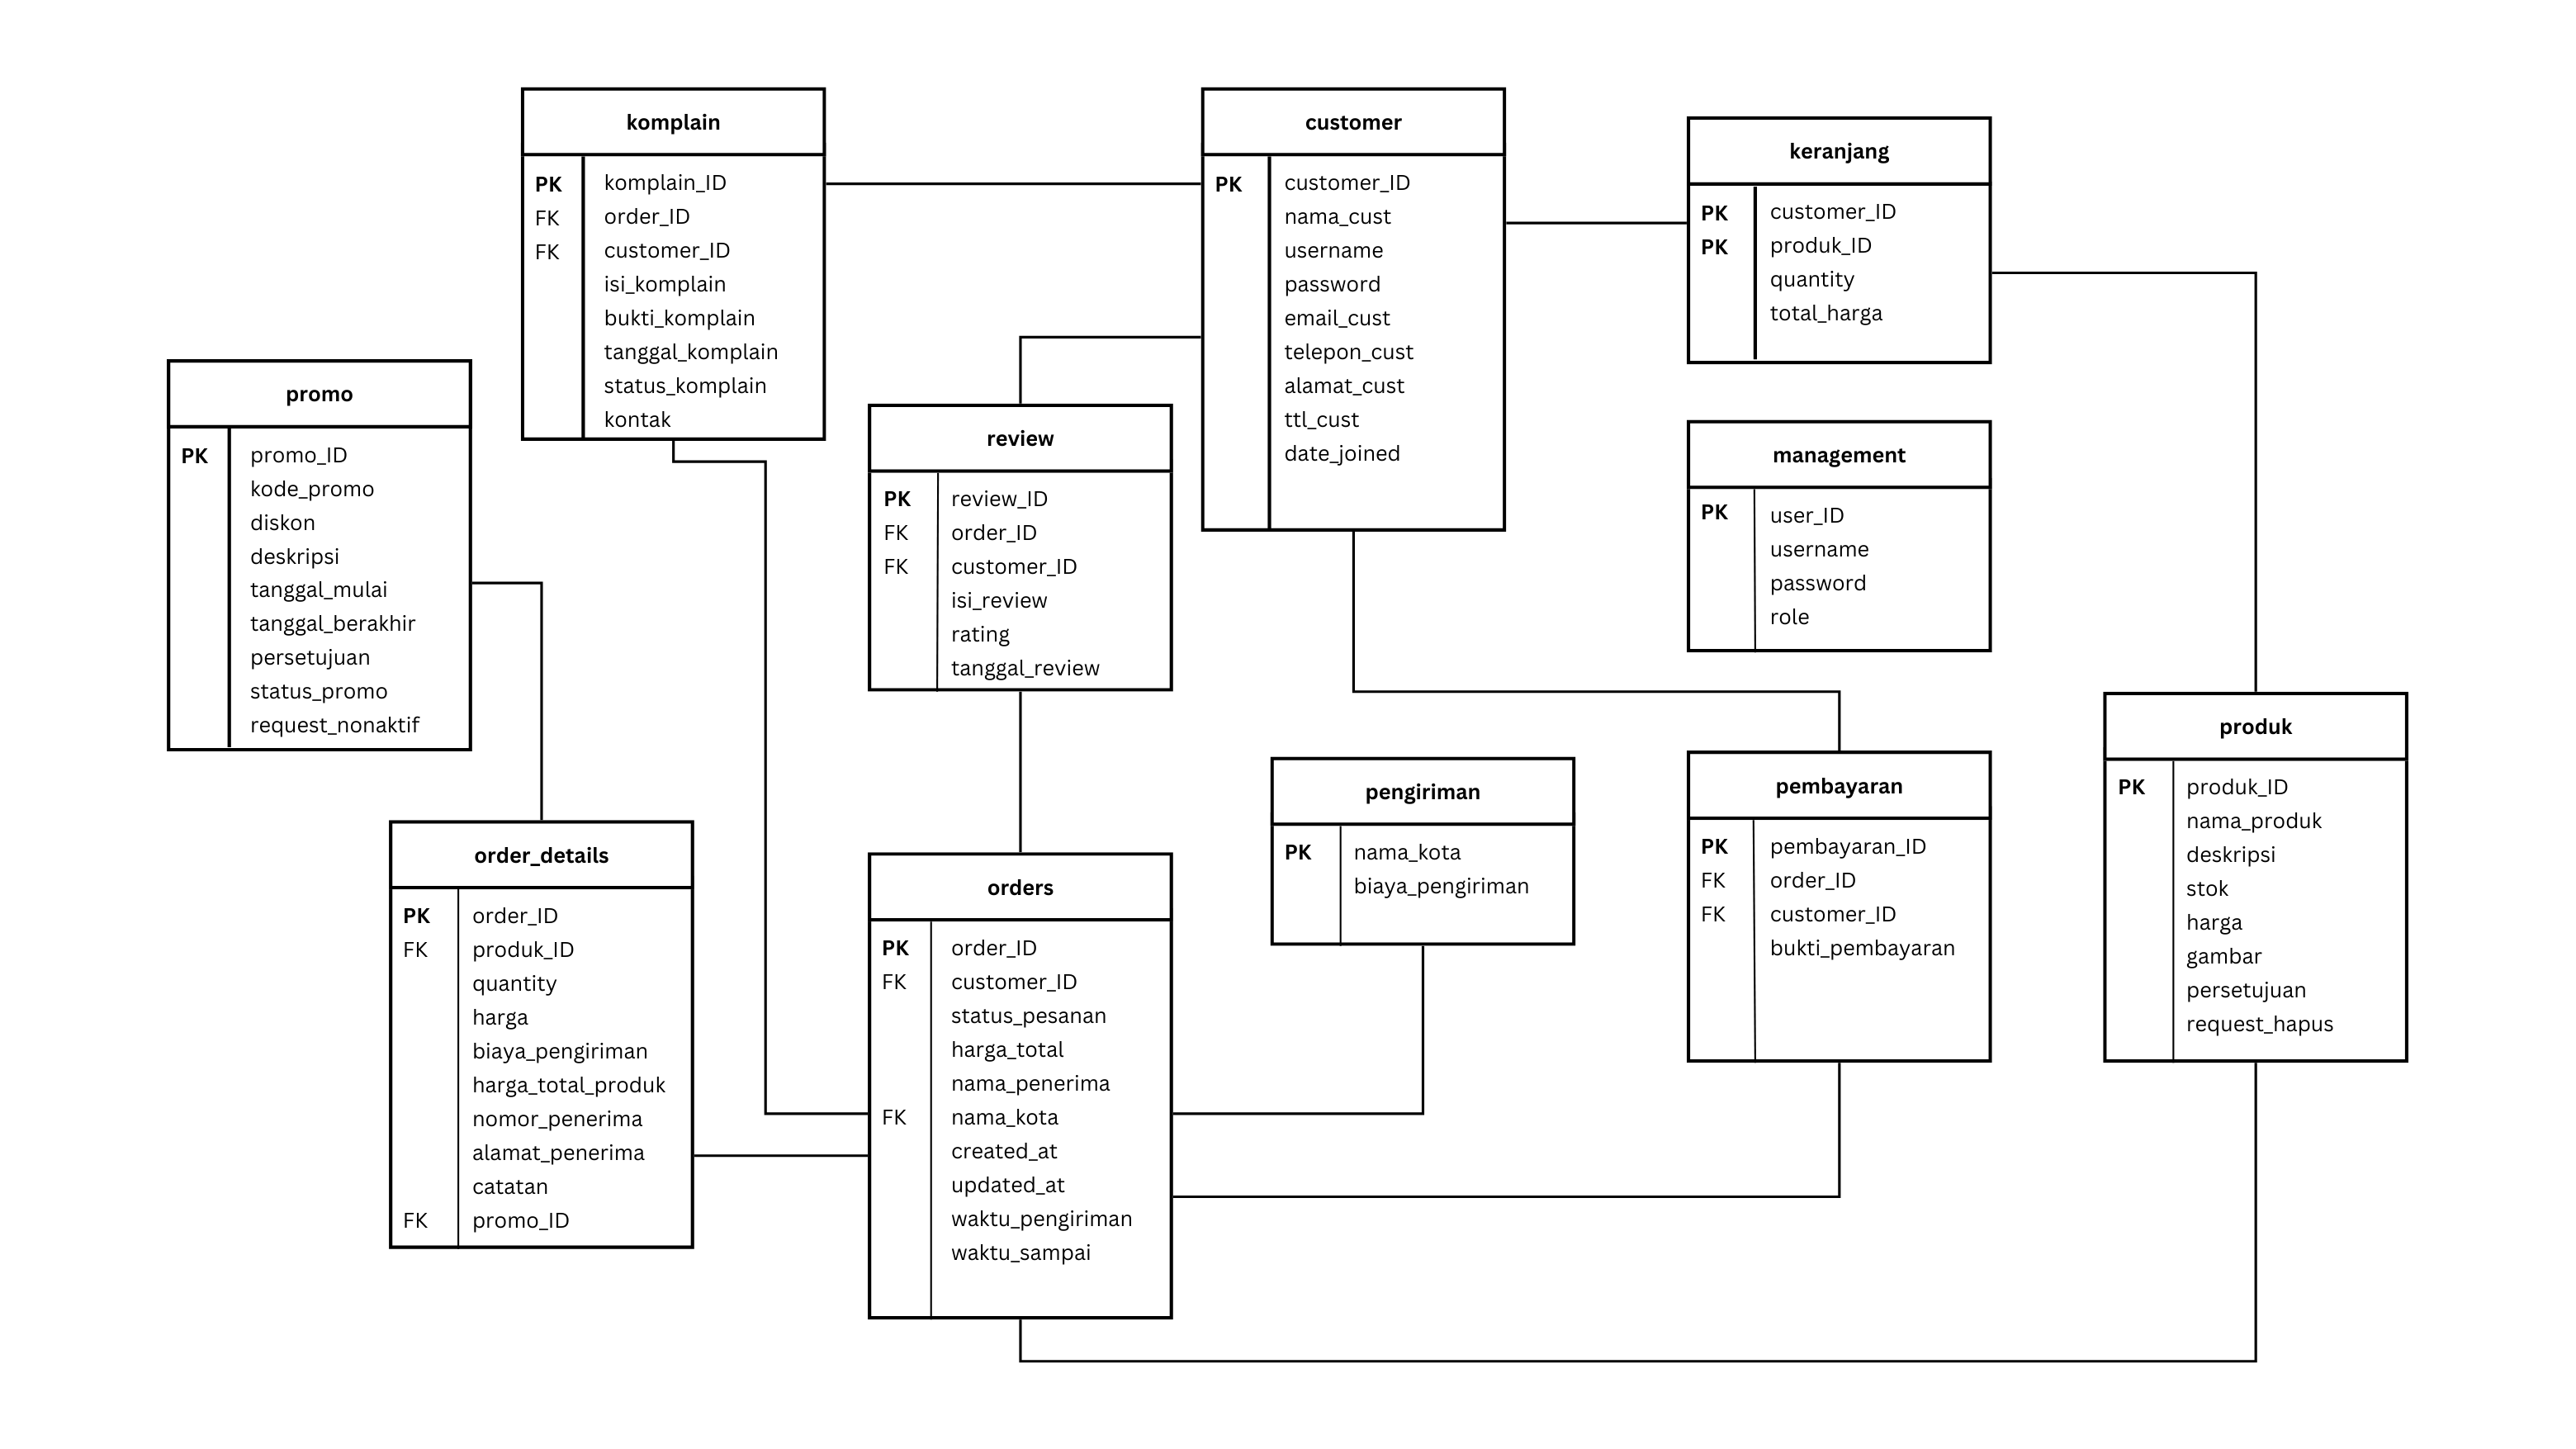 komplain
PK komplain_ID
FK order_ID
FK customer_ID
isi_komplain
bukti_komplain
tanggal_komplain
status_komplain
kontak
customer
PK customer_ID
nama_cust
username
password
email_cust
telepon_cust
alamat_cust
ttl_cust
date_joined
keranjang
PK customer_ID
PK produk_ID
quantity
total_harga
promo
PK promo_ID
kode_promo
diskon
deskripsi
tanggal_mulai
tanggal_berakhir
persetujuan
status_promo
request_nonaktif
review
PK review_ID
FK order_ID
FK customer_ID
isi_review
rating
tanggal_review
management
PK user_ID
username
password
role
order_details
PK order_ID
FK produk_ID
quantity
harga
biaya_pengiriman
harga_total_produk
nomor_penerima
alamat_penerima
catatan
FK promo_ID
orders
PK order_ID
FK customer_ID
status_pesanan
harga_total
nama_penerima
FK nama_kota
created_at
updated_at
waktu_pengiriman
waktu_sampai
pengiriman
PK nama_kota
biaya_pengiriman
pembayaran
PK pembayaran_ID
FK order_ID
FK customer_ID
bukti_pembayaran
produk
PK produk_ID
nama_produk
deskripsi
stok
harga
gambar
persetujuan
request_hapus